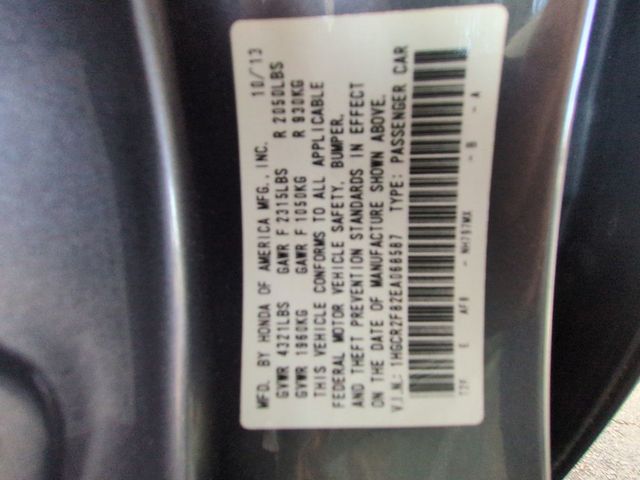 MFD. BY HONDA OF AMERICA MFG., INC. 10/13
GVWR 4321LBS GAWR F 2315LBS R 2050LBS
GVWR 1960KG GAWR F 1050KG R 930KG
THIS VEHICLE CONFORMS TO ALL APPLICABLE
FEDERAL MOTOR VEHICLE SAFETY, BUMPER,
AND THEFT PREVENTION STANDARDS IN EFFECT
ON THE DATE OF MANUFACTURE SHOWN ABOVE.
V.I.N.: 1HGCR2F82EA068587 TYPE: PASSENGER CAR
T2F E AF0 - NH797MX - B - A